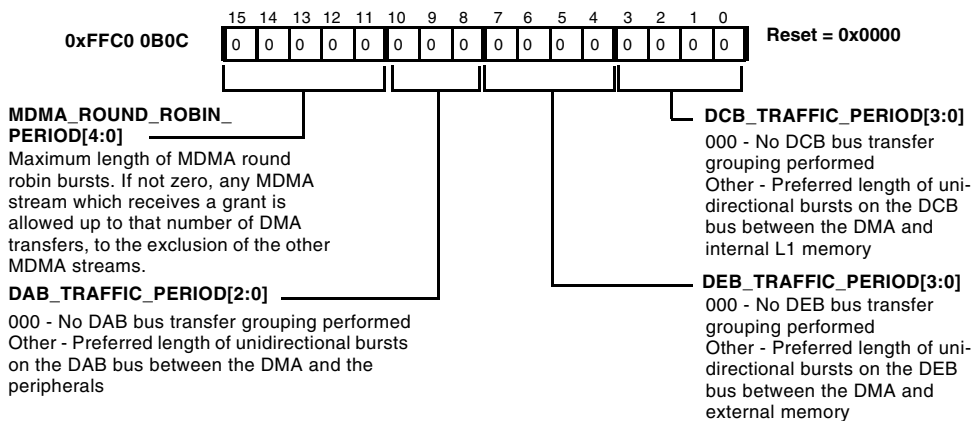 15 14 13 12 11 10 9 8 7 6 5 4 3 2 1 0
0xFFC0 0B0C
0 0 0 0 0 0 0 0 0 0 0 0 0 0 0 0
Reset = 0x0000
MDMA_ROUND_ROBIN_
PERIOD[4:0]
Maximum length of MDMA round
robin bursts. If not zero, any MDMA
stream which receives a grant is
allowed up to that number of DMA
transfers, to the exclusion of the other
MDMA streams.
DAB_TRAFFIC_PERIOD[2:0]
000 - No DAB bus transfer grouping performed
Other - Preferred length of unidirectional bursts
on the DAB bus between the DMA and the
peripherals
DCB_TRAFFIC_PERIOD[3:0]
000 - No DCB bus transfer
grouping performed
Other - Preferred length of uni-
directional bursts on the DCB
bus between the DMA and
internal L1 memory
DEB_TRAFFIC_PERIOD[3:0]
000 - No DEB bus transfer
grouping performed
Other - Preferred length of uni-
directional bursts on the DEB
bus between the DMA and
external memory